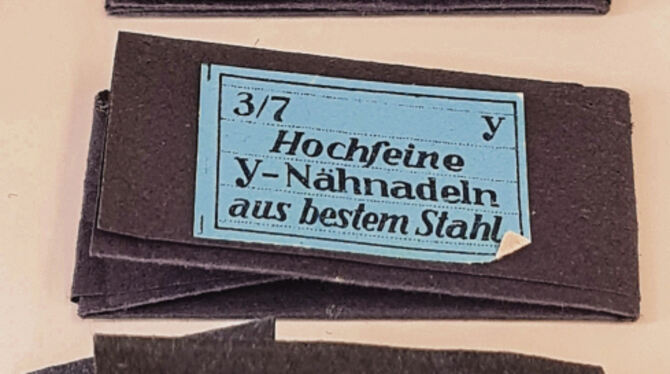 3/7 y
Hochfeine
y-Nähnadeln
aus bestem Stahl